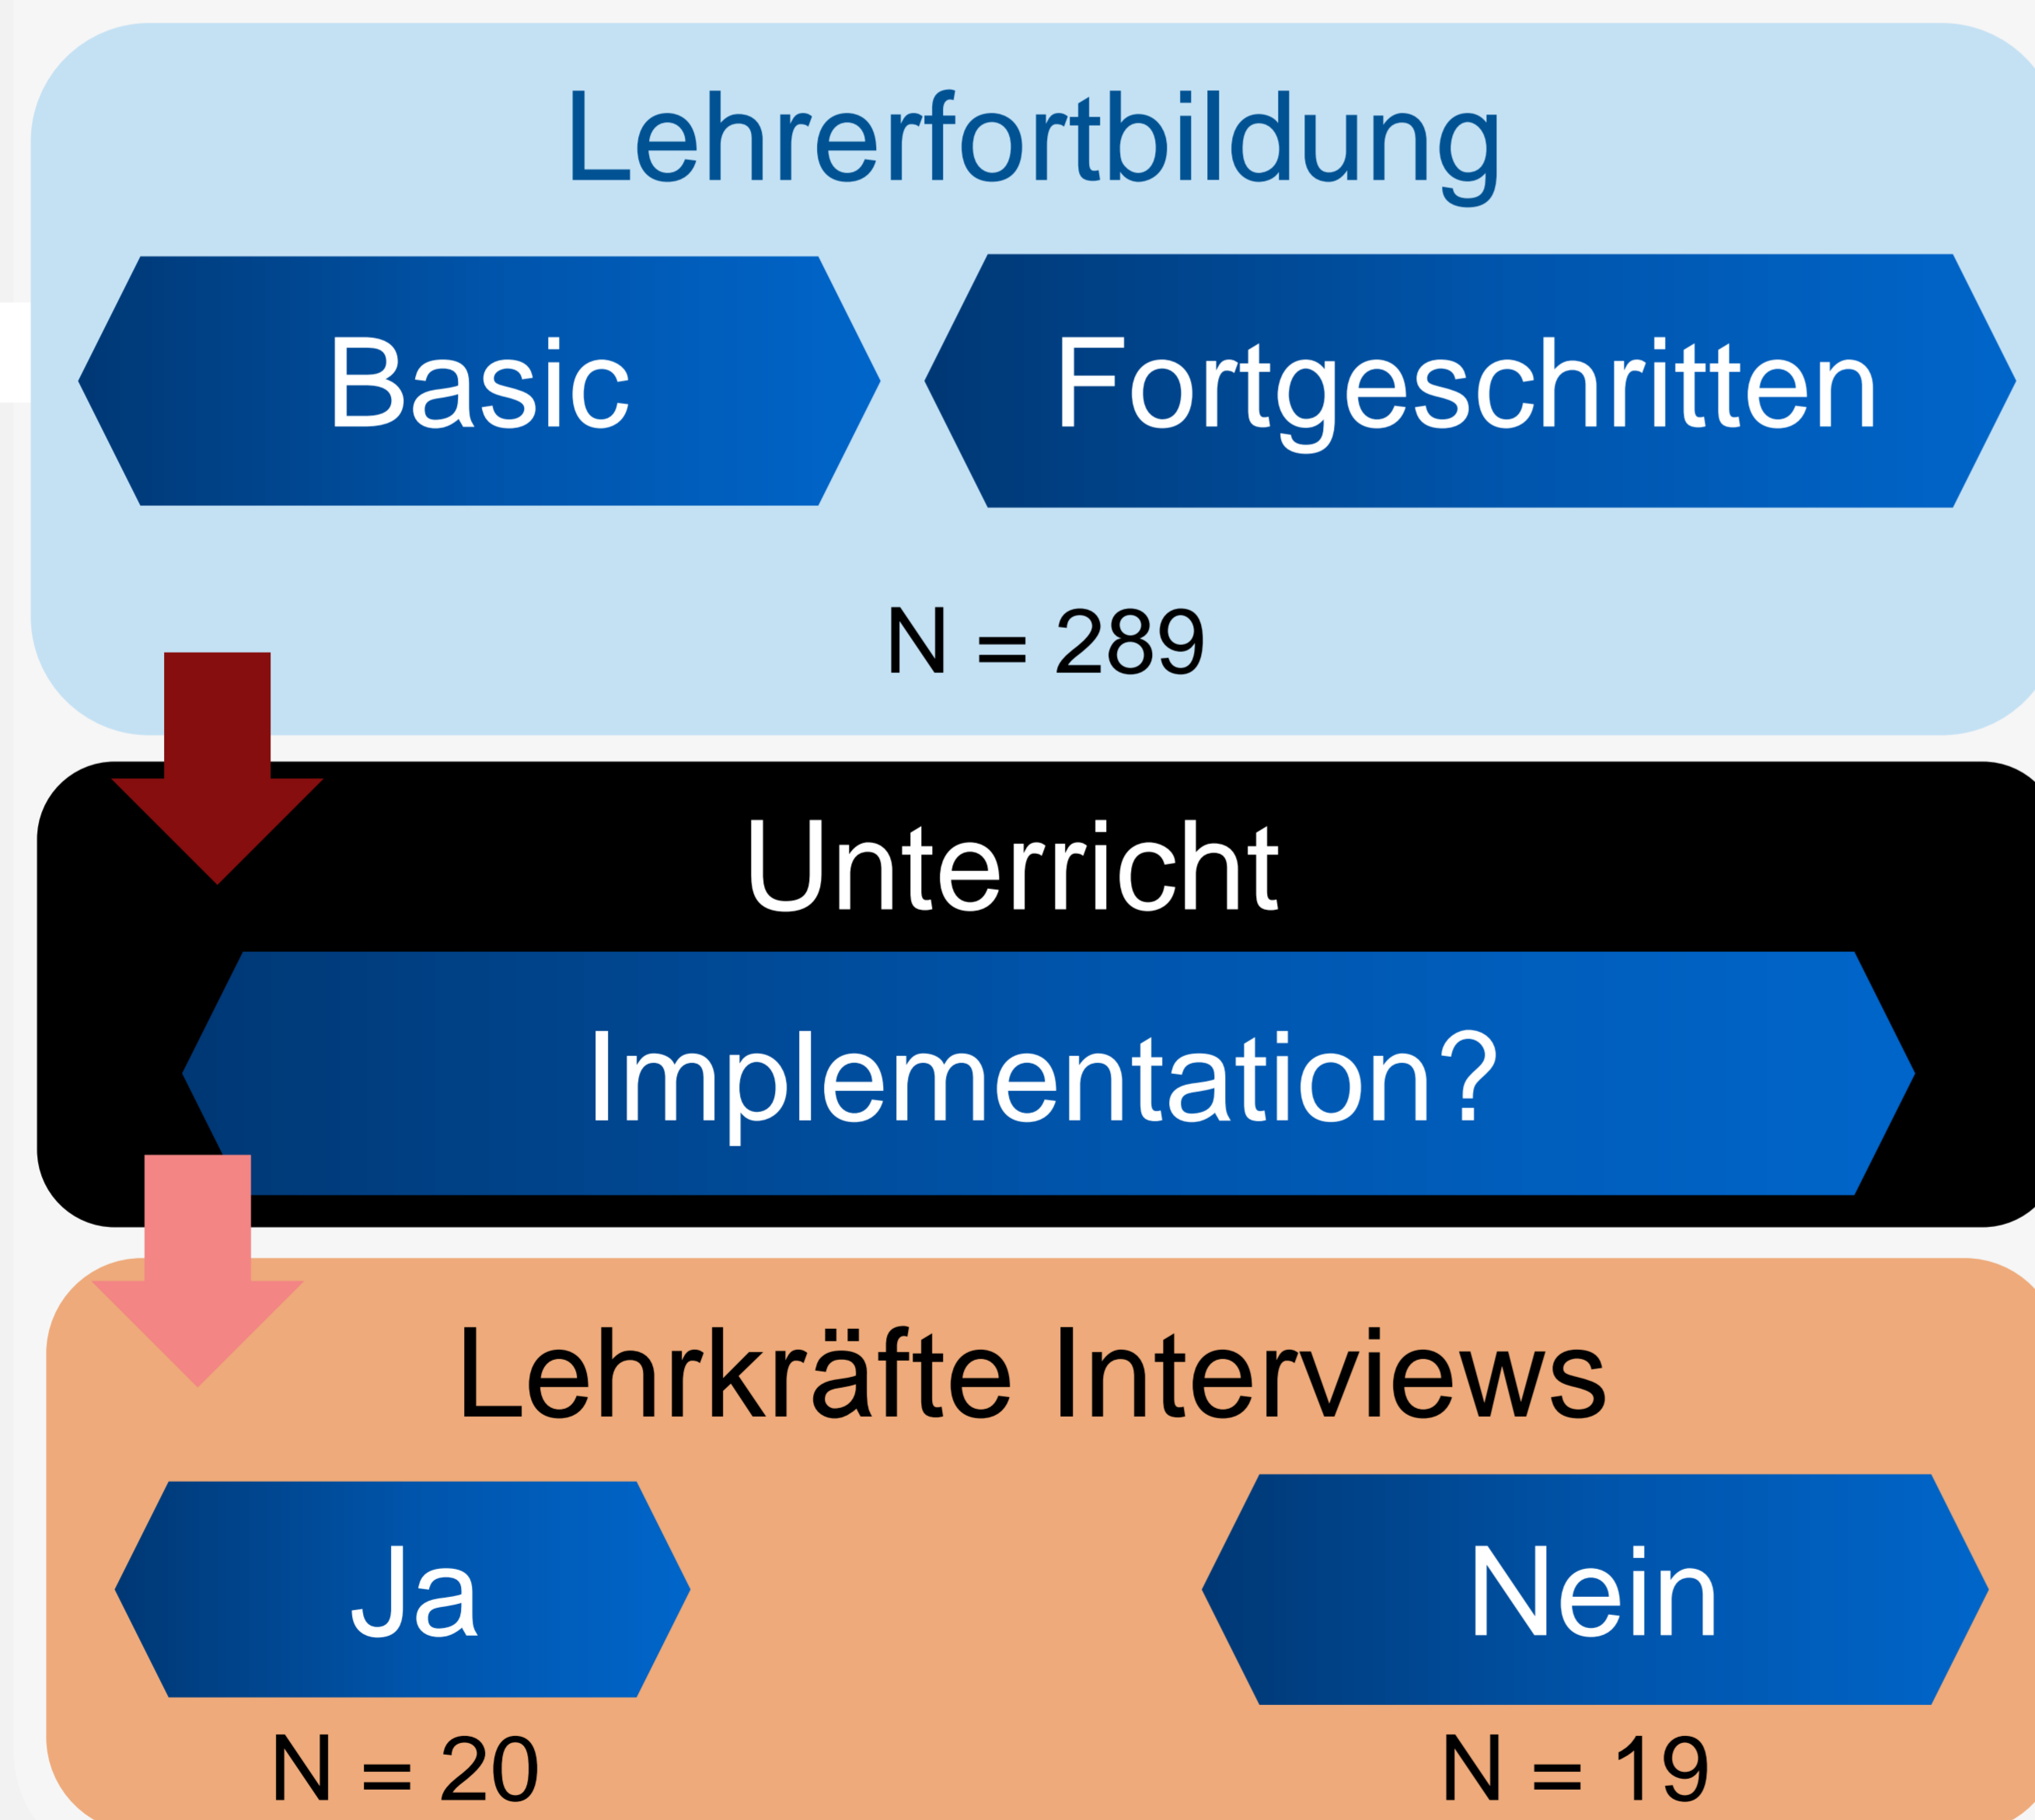 Lehrerfortbildung
Basic
Fortgeschritten
N = 289
Unterricht
Implementation?
Lehrkräfte Interviews
Ja
Nein
N = 20
N = 19